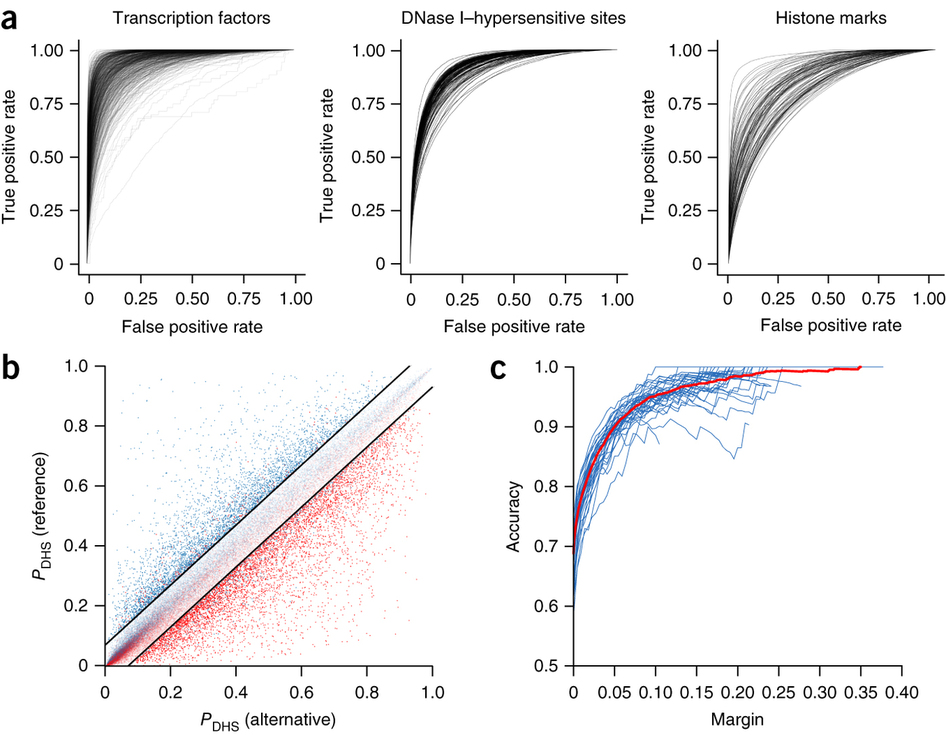 a
Transcription factors
DNase I–hypersensitive sites
Histone marks
True positive rate
1.00
0.75
0.50
0.25
0
0 0.25 0.50 0.75 1.00
False positive rate
True positive rate
1.00
0.75
0.50
0.25
0
0 0.25 0.50 0.75 1.00
False positive rate
True positive rate
1.00
0.75
0.50
0.25
0
0 0.25 0.50 0.75 1.00
False positive rate
b
PDHS (reference)
1.0
0.8
0.6
0.4
0.2
0
0 0.2 0.4 0.6 0.8 1.0
PDHS (alternative)
c
Accuracy
1.0
0.9
0.8
0.7
0.6
0.5
0 0.05 0.10 0.15 0.20 0.25 0.30 0.35 0.40
Margin